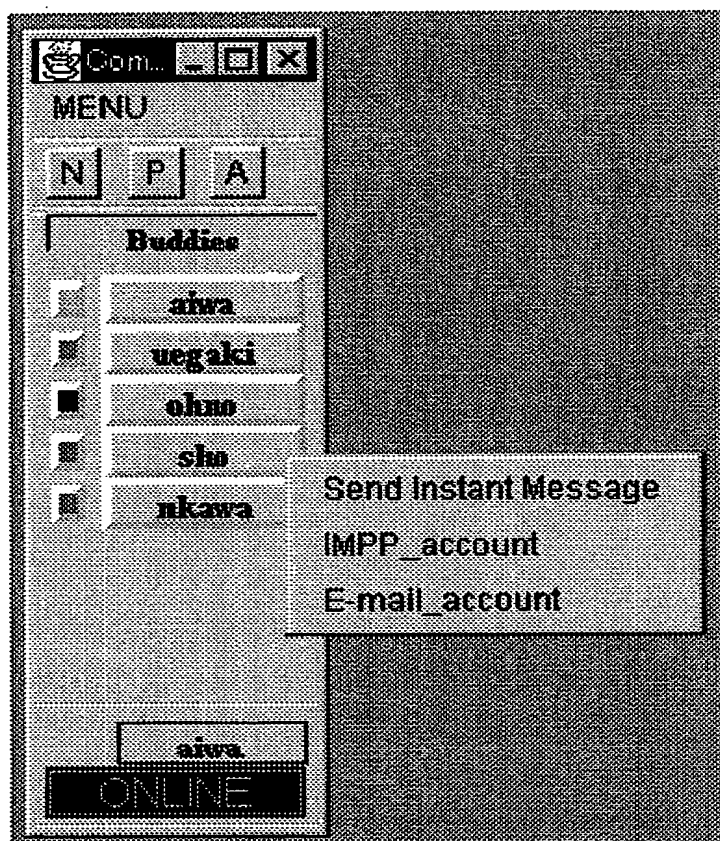 Com...
MENU
N P A
Buddies
aiwa
uegaki
ohno
sho
nkawa
Send Instant Message
IMPP_account
E-mail_account
aiwa
ONLINE